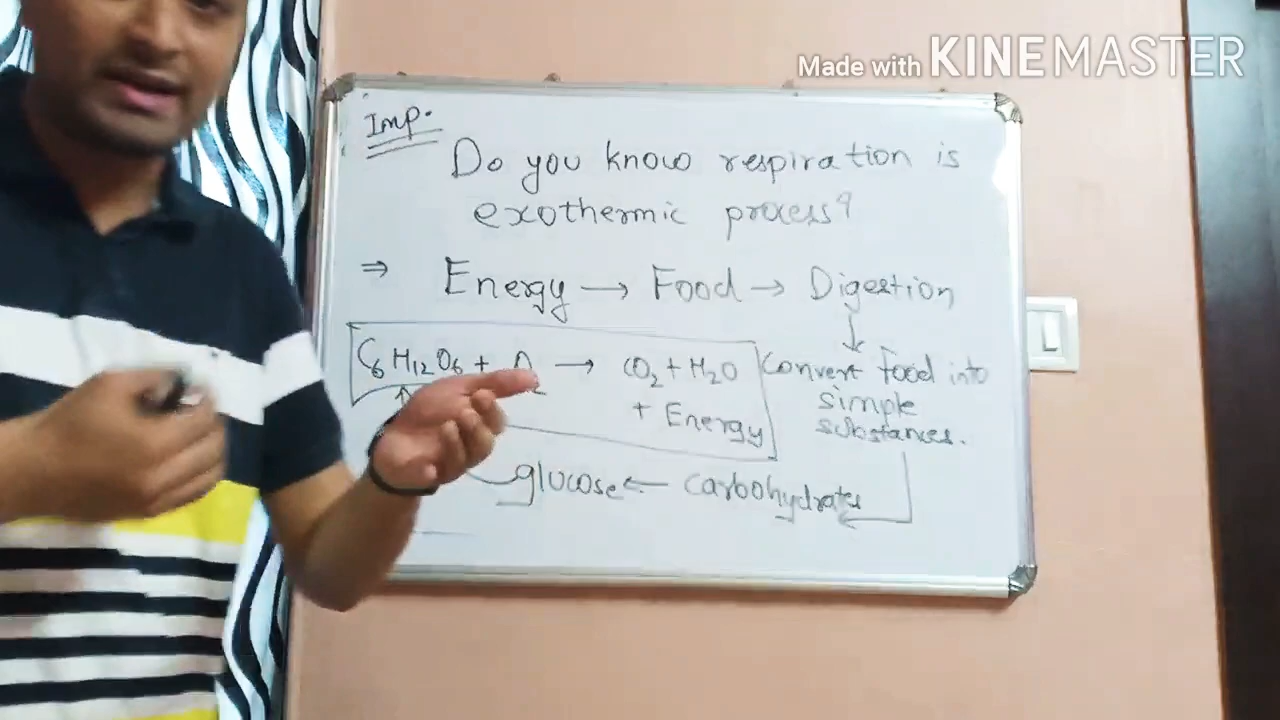 Made with KINEMASTER
Imp.
Do you know respiration is
exothermic process?
⇒ Energy → Food → Digestion
↓
C6H12O6 + O2 → CO2 + H2O
+ Energy
Convert food into
simple
substances.
glucose ← carbohydrates